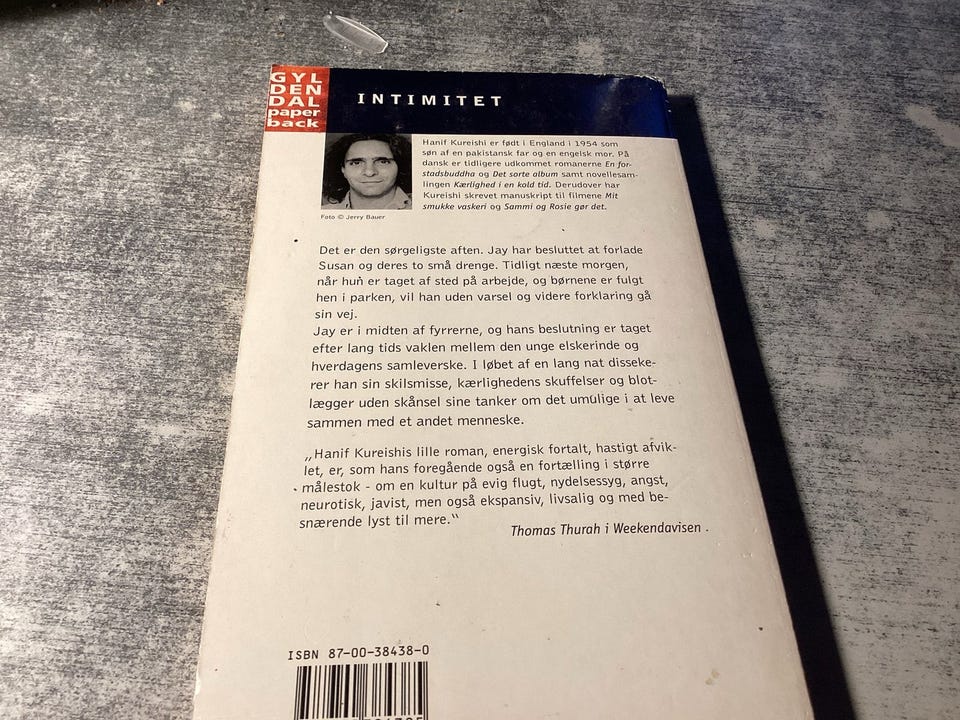 GYL
DEN
DAL
paper
back
INTIMITET
Hanif Kureishi er født i England i 1954 som
søn af en pakistansk far og en engelsk mor. På
dansk er tidligere udkommet romanerne En for-
stadsbuddha og Det sorte album samt novellesam-
lingen Kærlighed i en kold tid. Derudover har
Kureishi skrevet manuskript til filmene Mit
smukke vaskeri og Sammi og Rosie gør det.
Foto © Jerry Bauer
Det er den sørgeligste aften. Jay har besluttet at forlade
Susan og deres to små drenge. Tidligt næste morgen,
når hun er taget af sted på arbejde, og børnene er fulgt
hen i parken, vil han uden varsel og videre forklaring gå
sin vej.
Jay er i midten af fyrrerne, og hans beslutning er taget
efter lang tids vaklen mellem den unge elskerinde og
hverdagens samleverske. I løbet af en lang nat disseke-
rer han sin skilsmisse, kærlighedens skuffelser og blot-
lægger uden skånsel sine tanker om det umulige i at leve
sammen med et andet menneske.
„Hanif Kureishis lille roman, energisk fortalt, hastigt afvik-
let, er, som hans foregående også en fortælling i større
målestok - om en kultur på evig flugt, nydelsessyg, angst,
neurotisk, javist, men også ekspansiv, livsalig og med be-
snærende lyst til mere.“
Thomas Thurah i Weekendavisen.
ISBN 87-00-38438-0